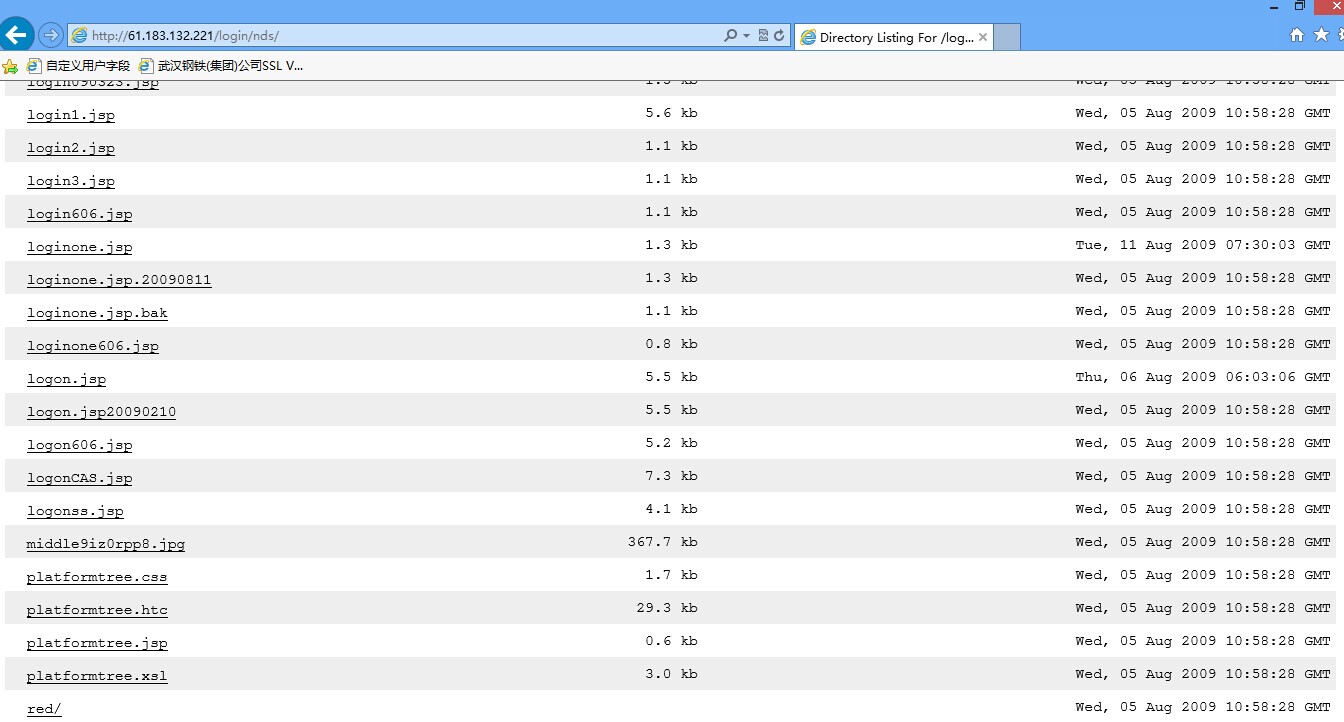 http://61.183.132.221/login/nds/
Directory Listing For /log...
自定义用户字段 武汉钢铁(集团)公司SSL V...
login090323.jsp 1.3 kb Wed, 05 Aug 2009 10:58:28 GMT
login1.jsp 5.6 kb Wed, 05 Aug 2009 10:58:28 GMT
login2.jsp 1.1 kb Wed, 05 Aug 2009 10:58:28 GMT
login3.jsp 1.1 kb Wed, 05 Aug 2009 10:58:28 GMT
login606.jsp 1.1 kb Wed, 05 Aug 2009 10:58:28 GMT
loginone.jsp 1.3 kb Tue, 11 Aug 2009 07:30:03 GMT
loginone.jsp.20090811 1.3 kb Wed, 05 Aug 2009 10:58:28 GMT
loginone.jsp.bak 1.1 kb Wed, 05 Aug 2009 10:58:28 GMT
loginone606.jsp 0.8 kb Wed, 05 Aug 2009 10:58:28 GMT
logon.jsp 5.5 kb Thu, 06 Aug 2009 06:03:06 GMT
logon.jsp20090210 5.5 kb Wed, 05 Aug 2009 10:58:28 GMT
logon606.jsp 5.2 kb Wed, 05 Aug 2009 10:58:28 GMT
logonCAS.jsp 7.3 kb Wed, 05 Aug 2009 10:58:28 GMT
logonss.jsp 4.1 kb Wed, 05 Aug 2009 10:58:28 GMT
middle9iz0rpp8.jpg 367.7 kb Wed, 05 Aug 2009 10:58:28 GMT
platformtree.css 1.7 kb Wed, 05 Aug 2009 10:58:28 GMT
platformtree.htc 29.3 kb Wed, 05 Aug 2009 10:58:28 GMT
platformtree.jsp 0.6 kb Wed, 05 Aug 2009 10:58:28 GMT
platformtree.xsl 3.0 kb Wed, 05 Aug 2009 10:58:28 GMT
red/ Wed, 05 Aug 2009 10:58:28 GMT